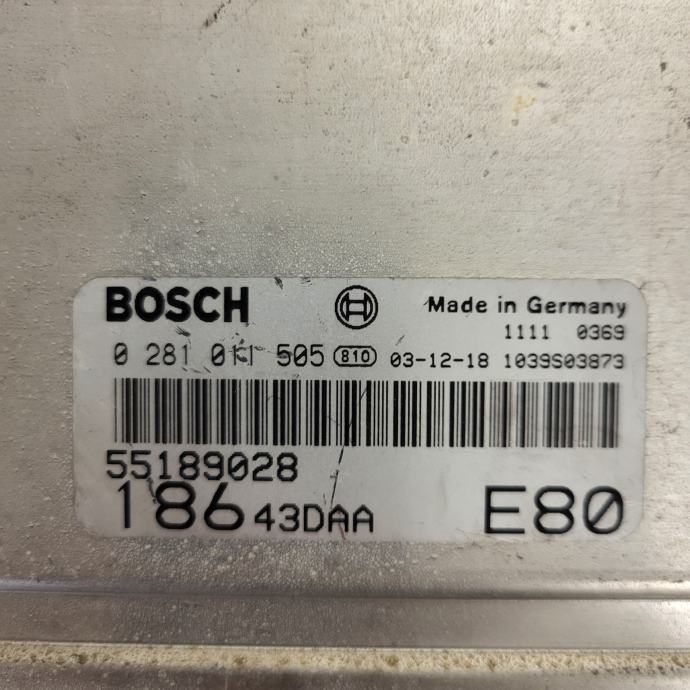 BOSCH
Made in Germany
1111 0369
0 281 011 505 810 03-12-18 1039S03873
55189028
186 43DAA E80